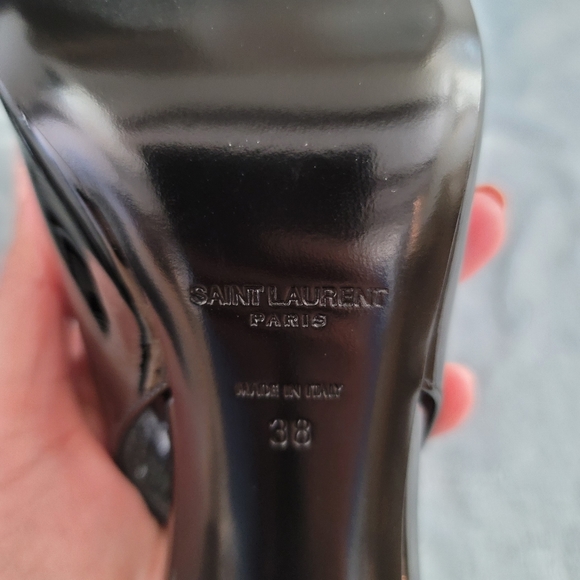 SAINT LAURENT
PARIS
MADE IN ITALY
38